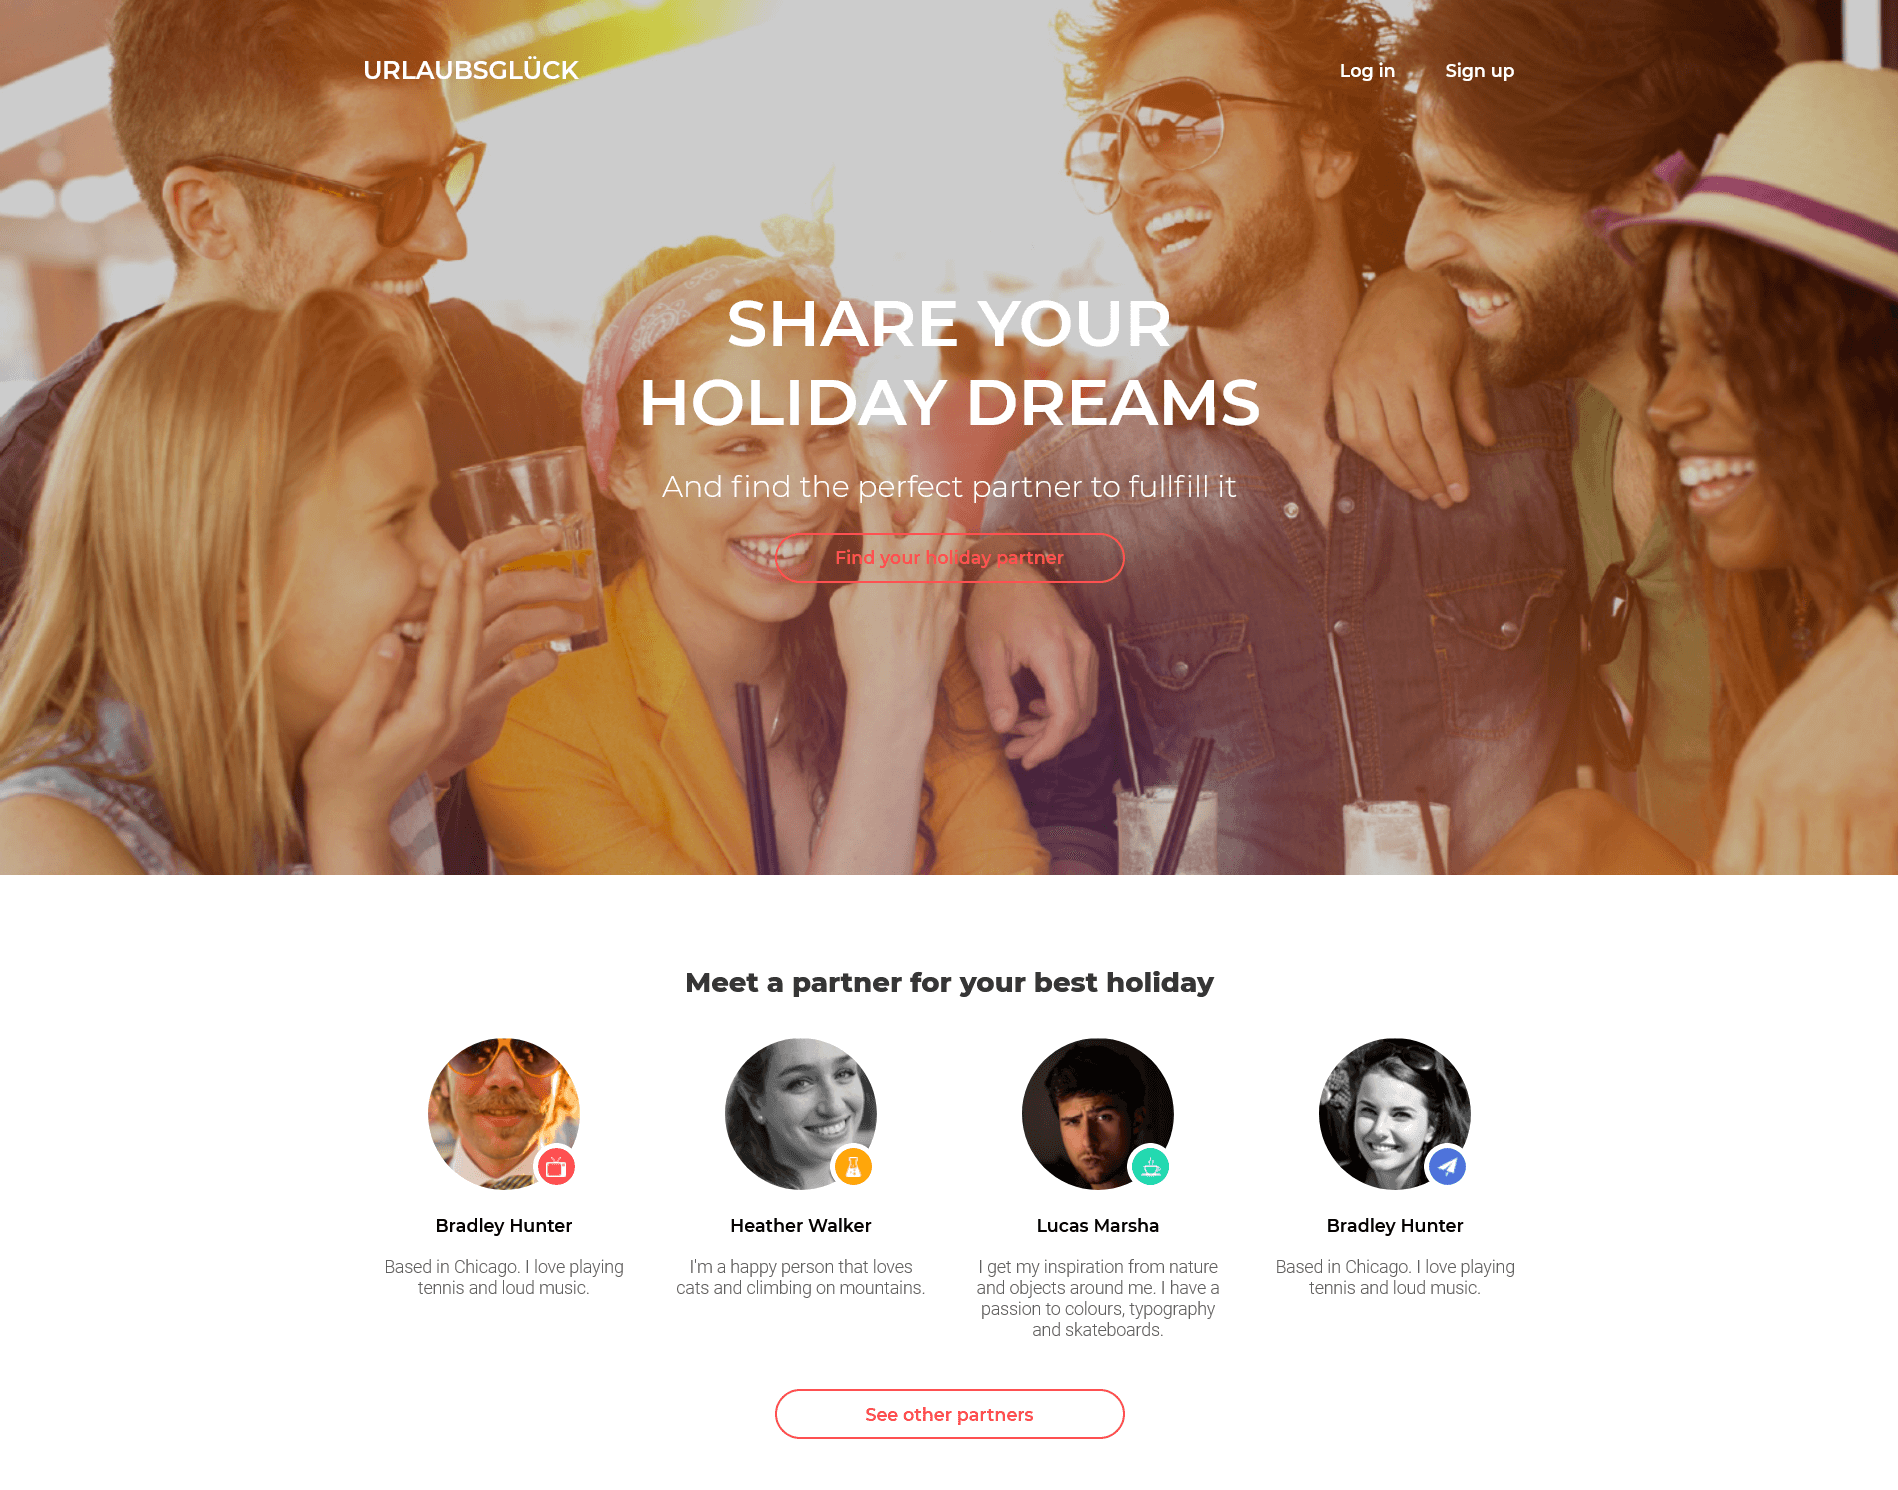 URLAUBSGLÜCK
Log in
Sign up
SHARE YOUR
HOLIDAY DREAMS
And find the perfect partner to fullfill it
Find your holiday partner
Meet a partner for your best holiday
Bradley Hunter
Based in Chicago. I love playing
tennis and loud music.
Heather Walker
I'm a happy person that loves
cats and climbing on mountains.
Lucas Marsha
I get my inspiration from nature
and objects around me. I have a
passion to colours, typography
and skateboards.
Bradley Hunter
Based in Chicago. I love playing
tennis and loud music.
See other partners